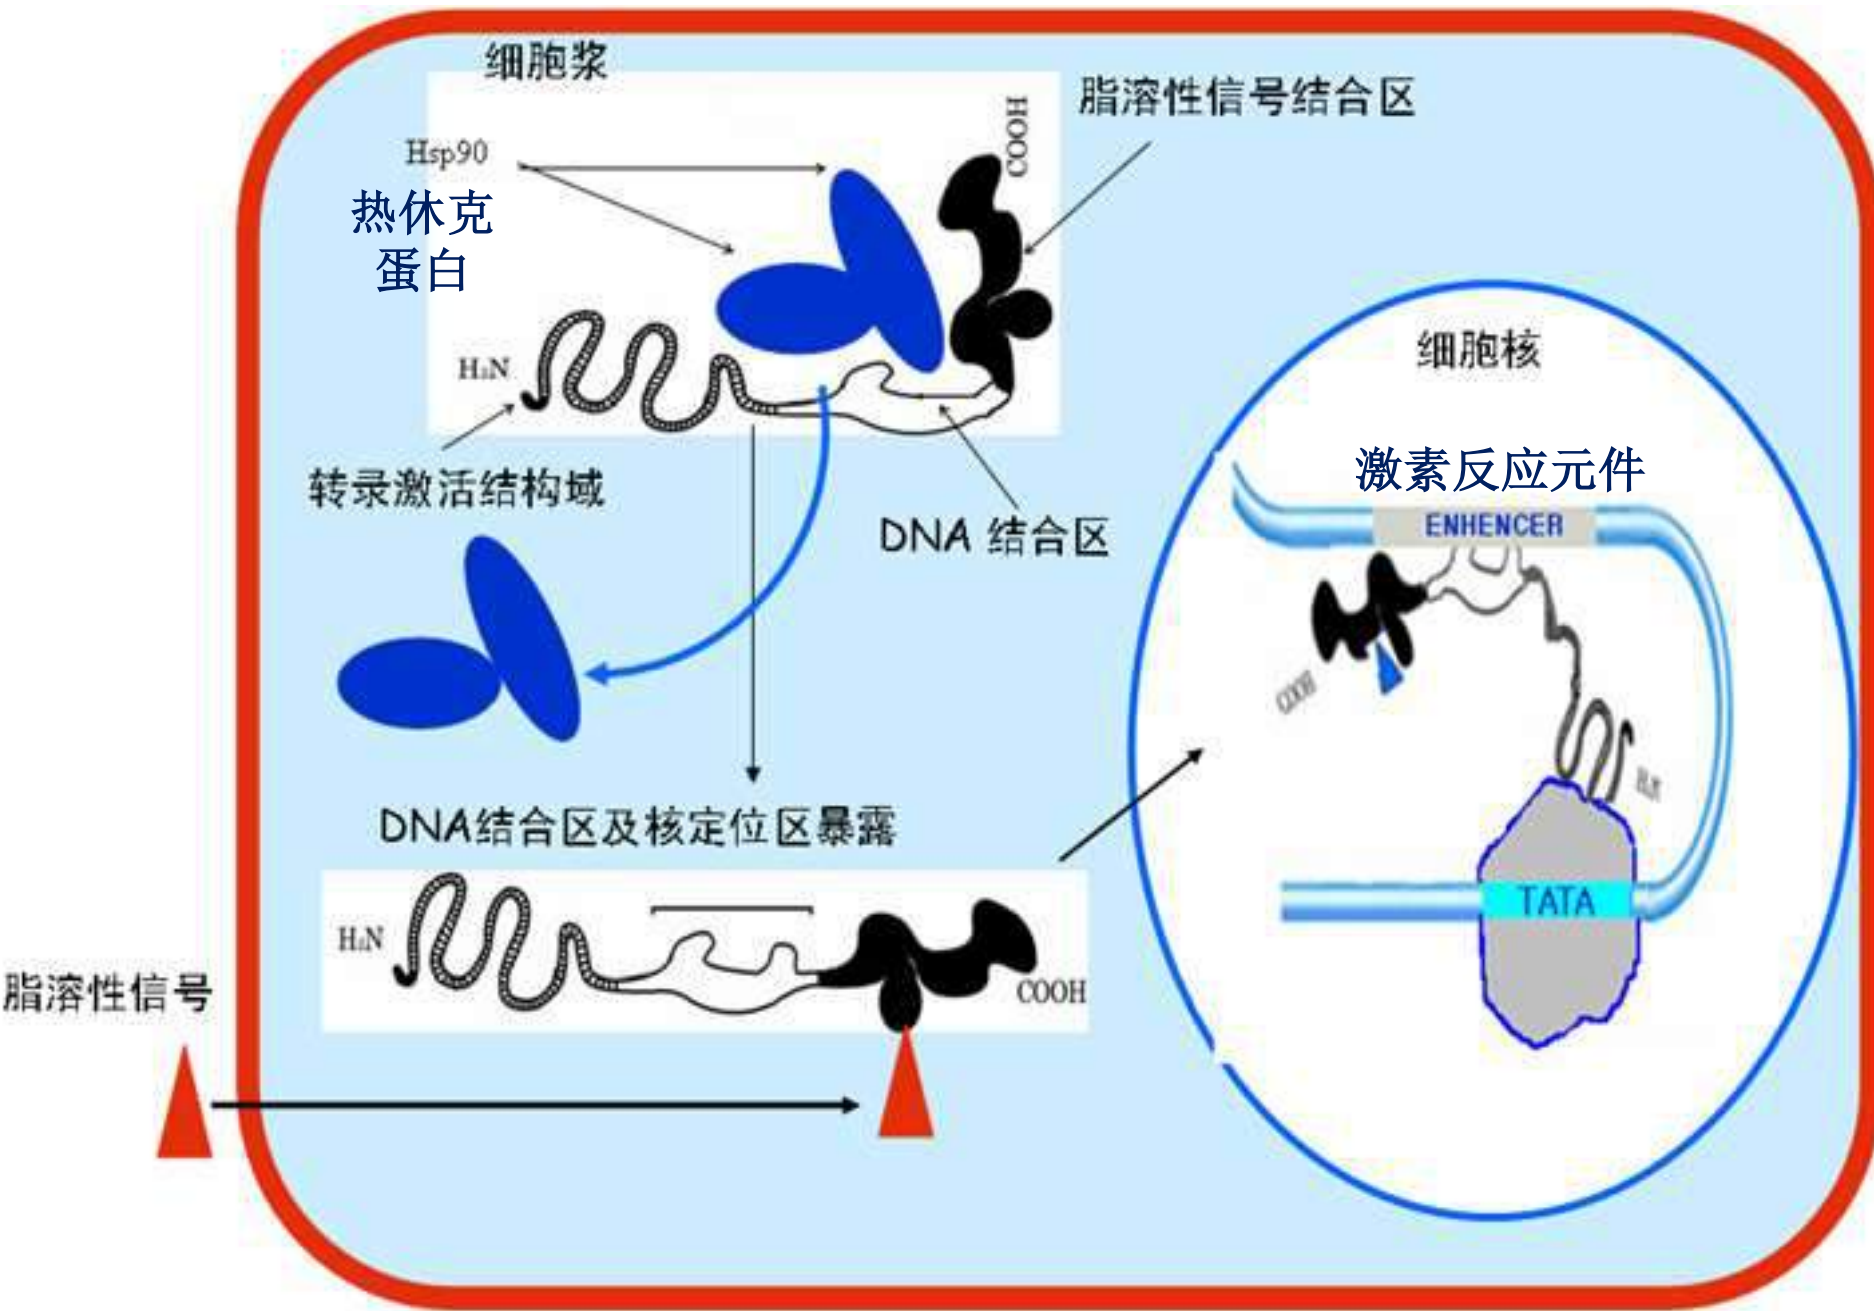 细胞浆
脂溶性信号结合区
COOH
Hsp90
热休克
蛋白
H₂N
细胞核
转录激活结构域
激素反应元件
DNA 结合区
ENHENCER
COOH
H₂N
DNA结合区及核定位区暴露
TATA
H₂N
COOH
脂溶性信号